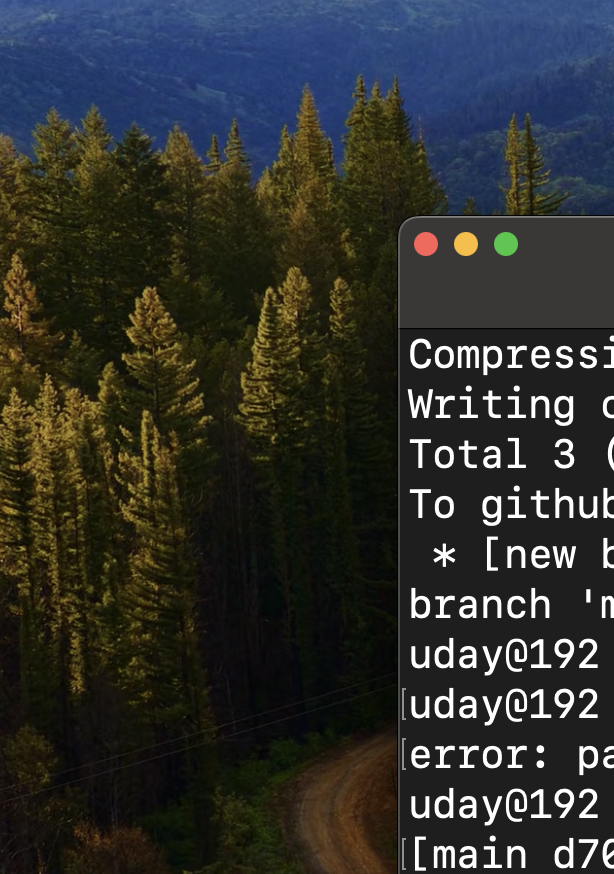 Compressi
Writing
Total 3 (
To github
* [new b
branch 'm
uday@192
uday@192
error: pa
uday@192
[main d70